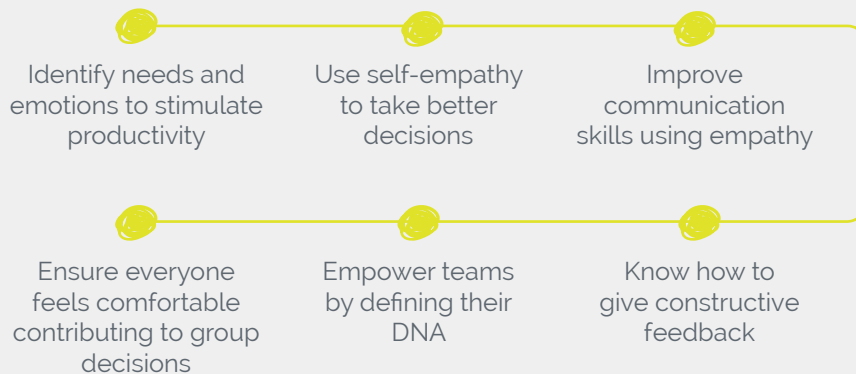 Identify needs and
emotions to stimulate
productivity
Use self-empathy
to take better
decisions
Improve
communication
skills using empathy
Ensure everyone
feels comfortable
contributing to group
decisions
Empower teams
by defining their
DNA
Know how to
give constructive
feedback